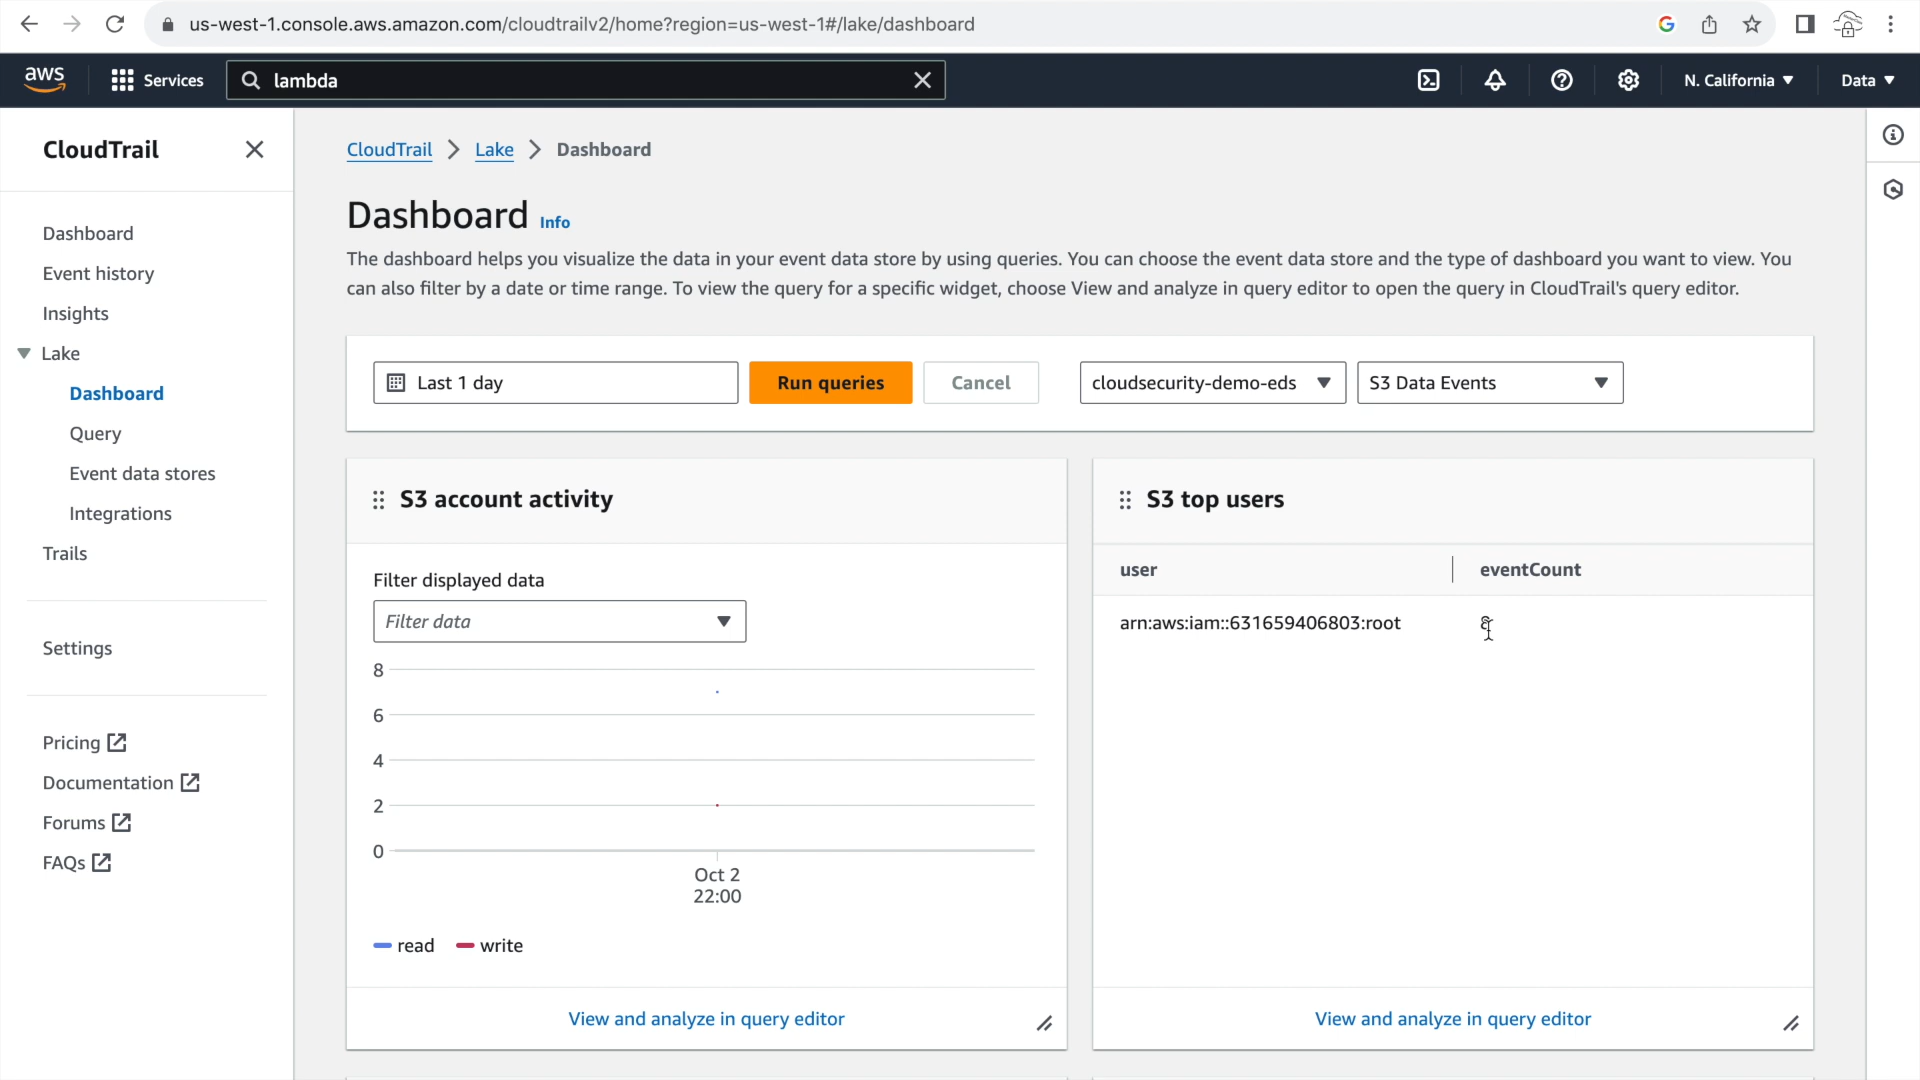 us-west-1.console.aws.amazon.com/cloudtrailv2/home?region=us-west-1#/lake/dashboard
aws
Services
lambda
N. California
Data
CloudTrail
Dashboard
Event history
Insights
Lake
Dashboard
Query
Event data stores
Integrations
Trails
Settings
Pricing
Documentation
Forums
FAQs
CloudTrail
Lake
Dashboard
Dashboard Info
The dashboard helps you visualize the data in your event data store by using queries. You can choose the event data store and the type of dashboard you want to view. You
can also filter by a date or time range. To view the query for a specific widget, choose View and analyze in query editor to open the query in CloudTrail's query editor.
Last 1 day
Run queries
Cancel
cloudsecurity-demo-eds
S3 Data Events
S3 account activity
Filter displayed data
Filter data
8
6
4
2
0
Oct 2
22:00
read
write
View and analyze in query editor
S3 top users
user
eventCount
arn:aws:iam::631659406803:root
View and analyze in query editor